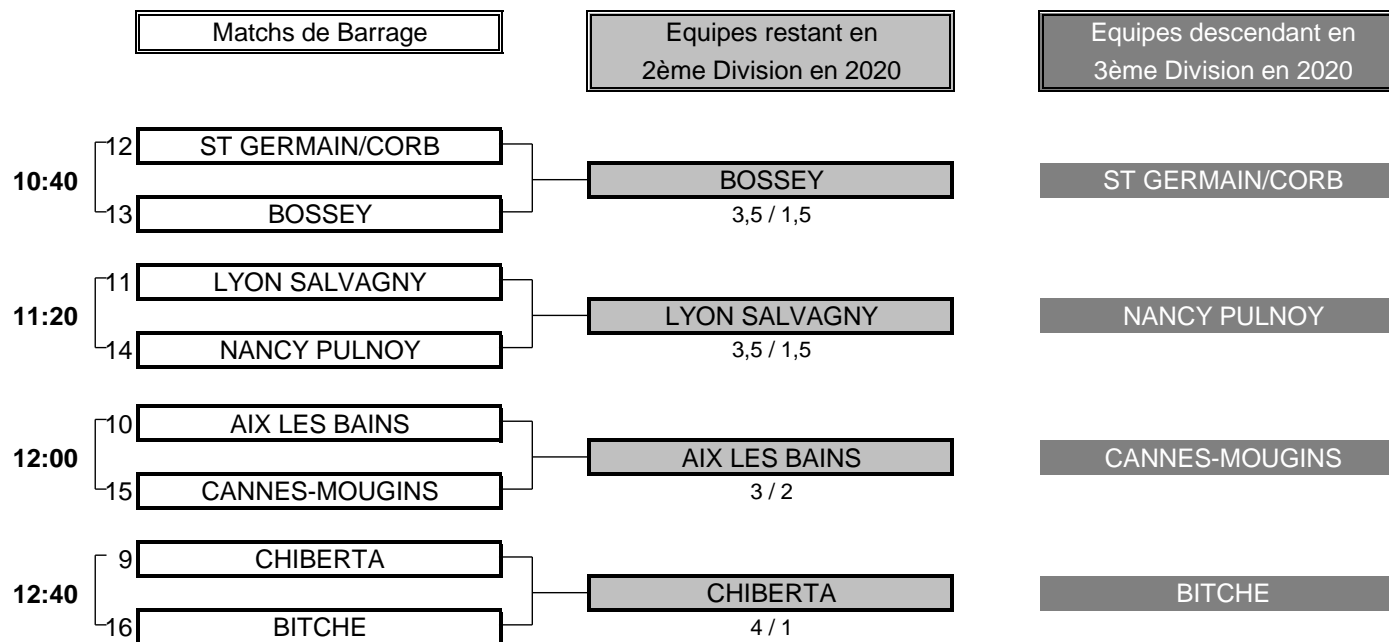 Matchs de Barrage
Equipes restant en
2ème Division en 2020
Equipes descendant en
3ème Division en 2020
12 ST GERMAIN/CORB
10:40 BOSSEY ST GERMAIN/CORB
13 BOSSEY 3,5 / 1,5
11 LYON SALVAGNY
11:20 LYON SALVAGNY NANCY PULNOY
14 NANCY PULNOY 3,5 / 1,5
10 AIX LES BAINS
12:00 AIX LES BAINS CANNES-MOUGINS
15 CANNES-MOUGINS 3 / 2
9 CHIBERTA
12:40 CHIBERTA BITCHE
16 BITCHE 4 / 1